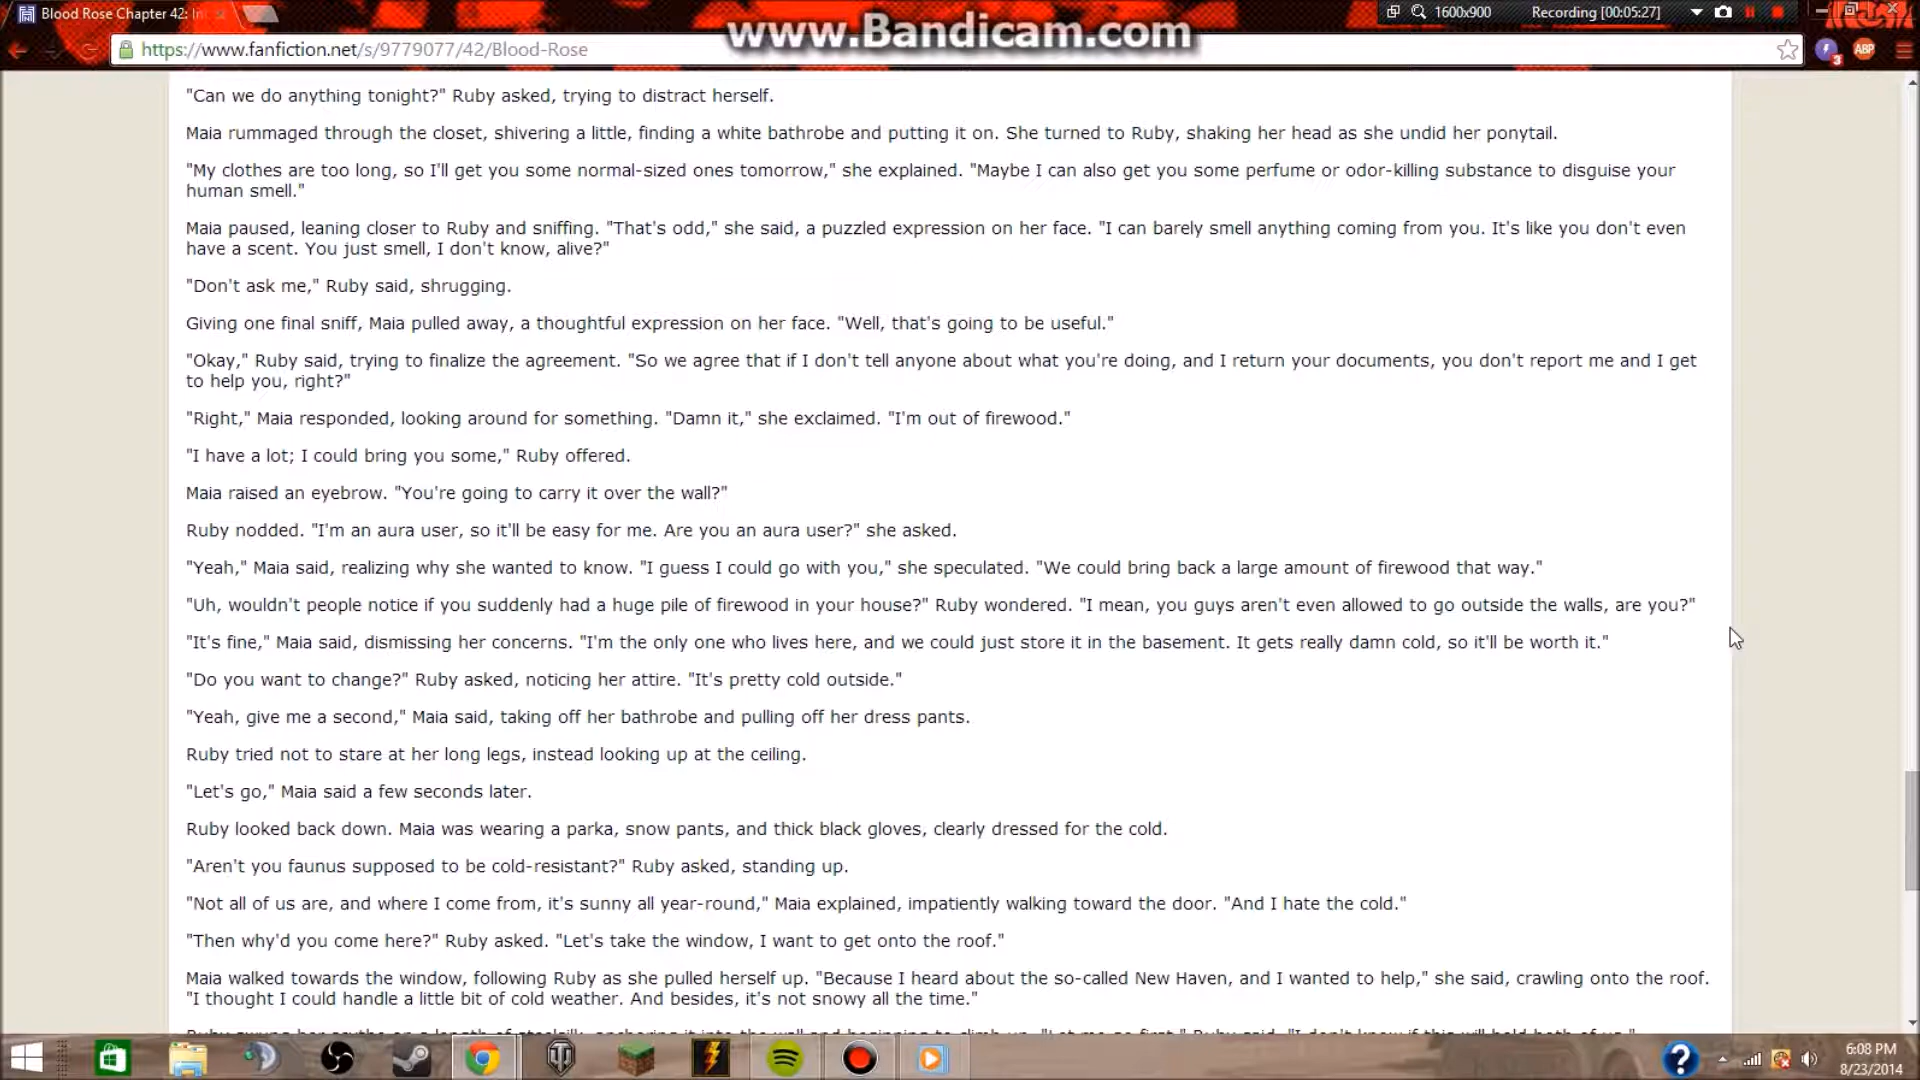 Blood Rose Chapter 42: In
www.Bandicam.com
1600x900
Recording [00:05:27]
https://www.fanfiction.net/s/9779077/42/Blood-Rose
3
ABP
"Can we do anything tonight?" Ruby asked, trying to distract herself.
Maia rummaged through the closet, shivering a little, finding a white bathrobe and putting it on. She turned to Ruby, shaking her head as she undid her ponytail.
"My clothes are too long, so I'll get you some normal-sized ones tomorrow," she explained. "Maybe I can also get you some perfume or odor-killing substance to disguise your
human smell."
Maia paused, leaning closer to Ruby and sniffing. "That's odd," she said, a puzzled expression on her face. "I can barely smell anything coming from you. It's like you don't even
have a scent. You just smell, I don't know, alive?"
"Don't ask me," Ruby said, shrugging.
Giving one final sniff, Maia pulled away, a thoughtful expression on her face. "Well, that's going to be useful."
"Okay," Ruby said, trying to finalize the agreement. "So we agree that if I don't tell anyone about what you're doing, and I return your documents, you don't report me and I get
to help you, right?"
"Right," Maia responded, looking around for something. "Damn it," she exclaimed. "I'm out of firewood."
"I have a lot; I could bring you some," Ruby offered.
Maia raised an eyebrow. "You're going to carry it over the wall?"
Ruby nodded. "I'm an aura user, so it'll be easy for me. Are you an aura user?" she asked.
"Yeah," Maia said, realizing why she wanted to know. "I guess I could go with you," she speculated. "We could bring back a large amount of firewood that way."
"Uh, wouldn't people notice if you suddenly had a huge pile of firewood in your house?" Ruby wondered. "I mean, you guys aren't even allowed to go outside the walls, are you?"
"It's fine," Maia said, dismissing her concerns. "I'm the only one who lives here, and we could just store it in the basement. It gets really damn cold, so it'll be worth it."
"Do you want to change?" Ruby asked, noticing her attire. "It's pretty cold outside."
"Yeah, give me a second," Maia said, taking off her bathrobe and pulling off her dress pants.
Ruby tried not to stare at her long legs, instead looking up at the ceiling.
"Let's go," Maia said a few seconds later.
Ruby looked back down. Maia was wearing a parka, snow pants, and thick black gloves, clearly dressed for the cold.
"Aren't you faunus supposed to be cold-resistant?" Ruby asked, standing up.
"Not all of us are, and where I come from, it's sunny all year-round," Maia explained, impatiently walking toward the door. "And I hate the cold."
"Then why'd you come here?" Ruby asked. "Let's take the window, I want to get onto the roof."
Maia walked towards the window, following Ruby as she pulled herself up. "Because I heard about the so-called New Haven, and I wanted to help," she said, crawling onto the roof.
"I thought I could handle a little bit of cold weather. And besides, it's not snowy all the time."
6:08 PM
8/23/2014